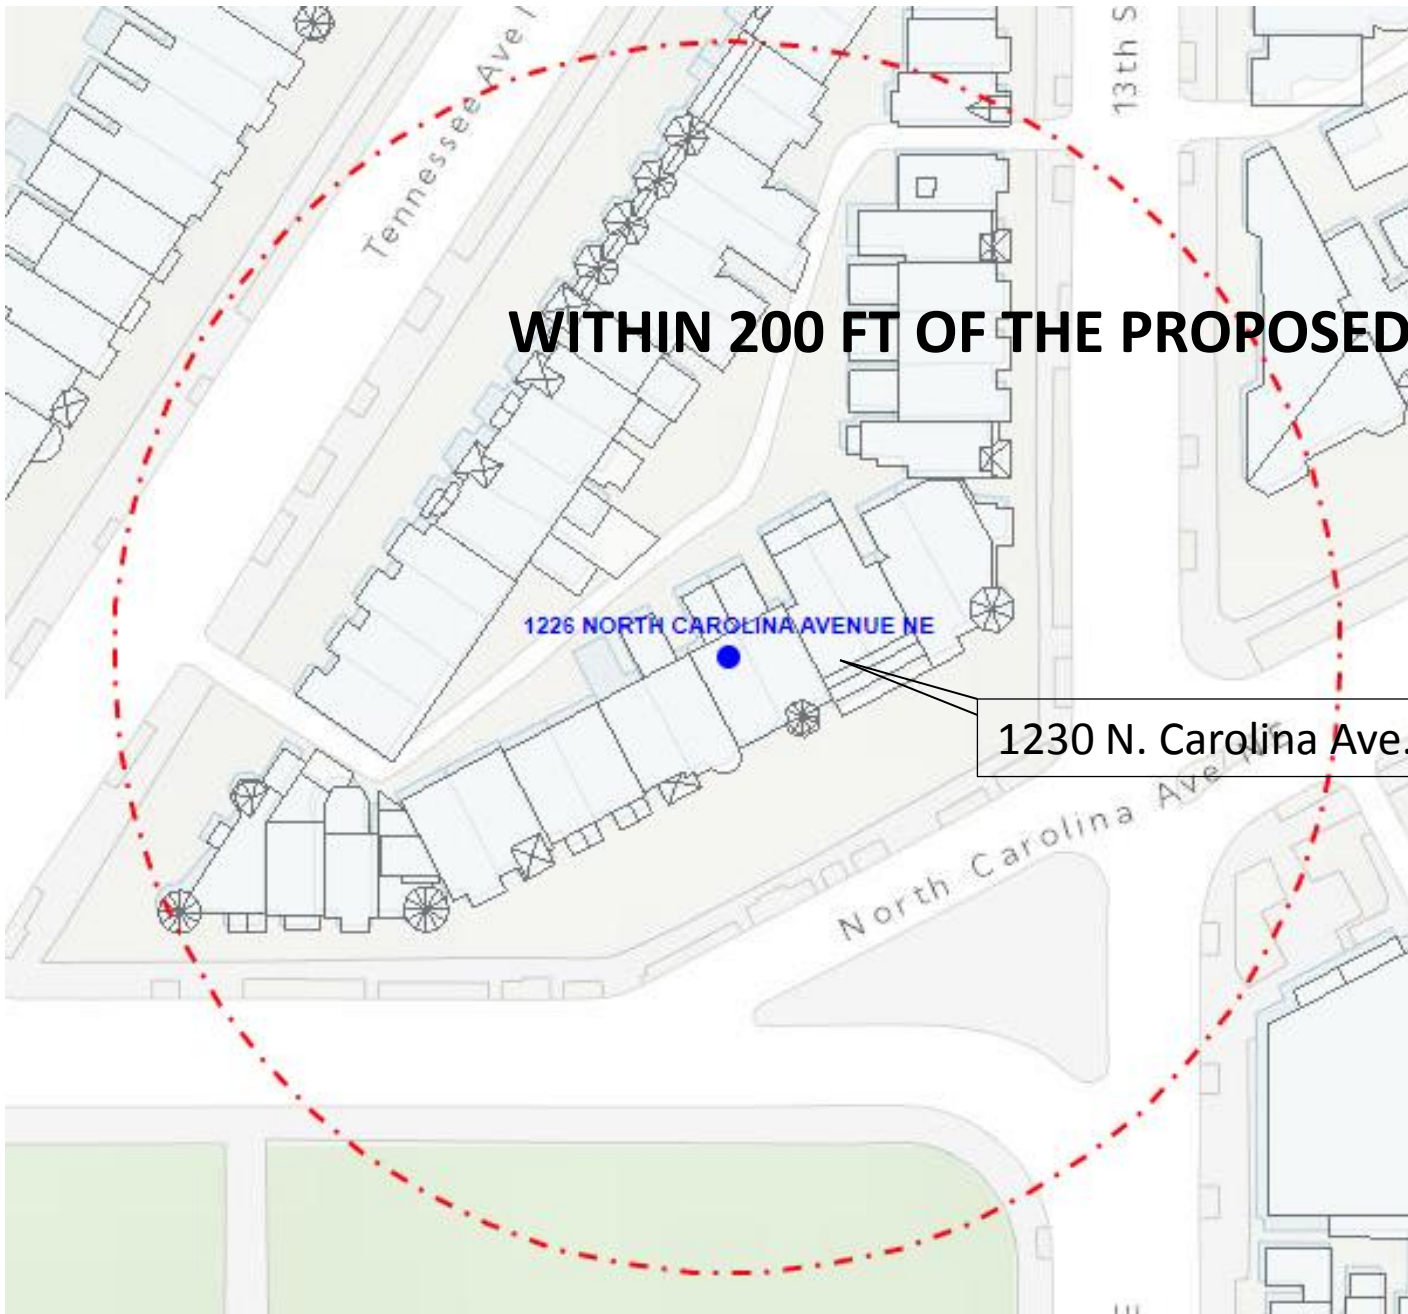 Tennessee Ave
13th S
WITHIN 200 FT OF THE PROPOSED
1226 NORTH CAROLINA AVENUE NE
1230 N. Carolina Ave.
North Carolina Ave NE
E